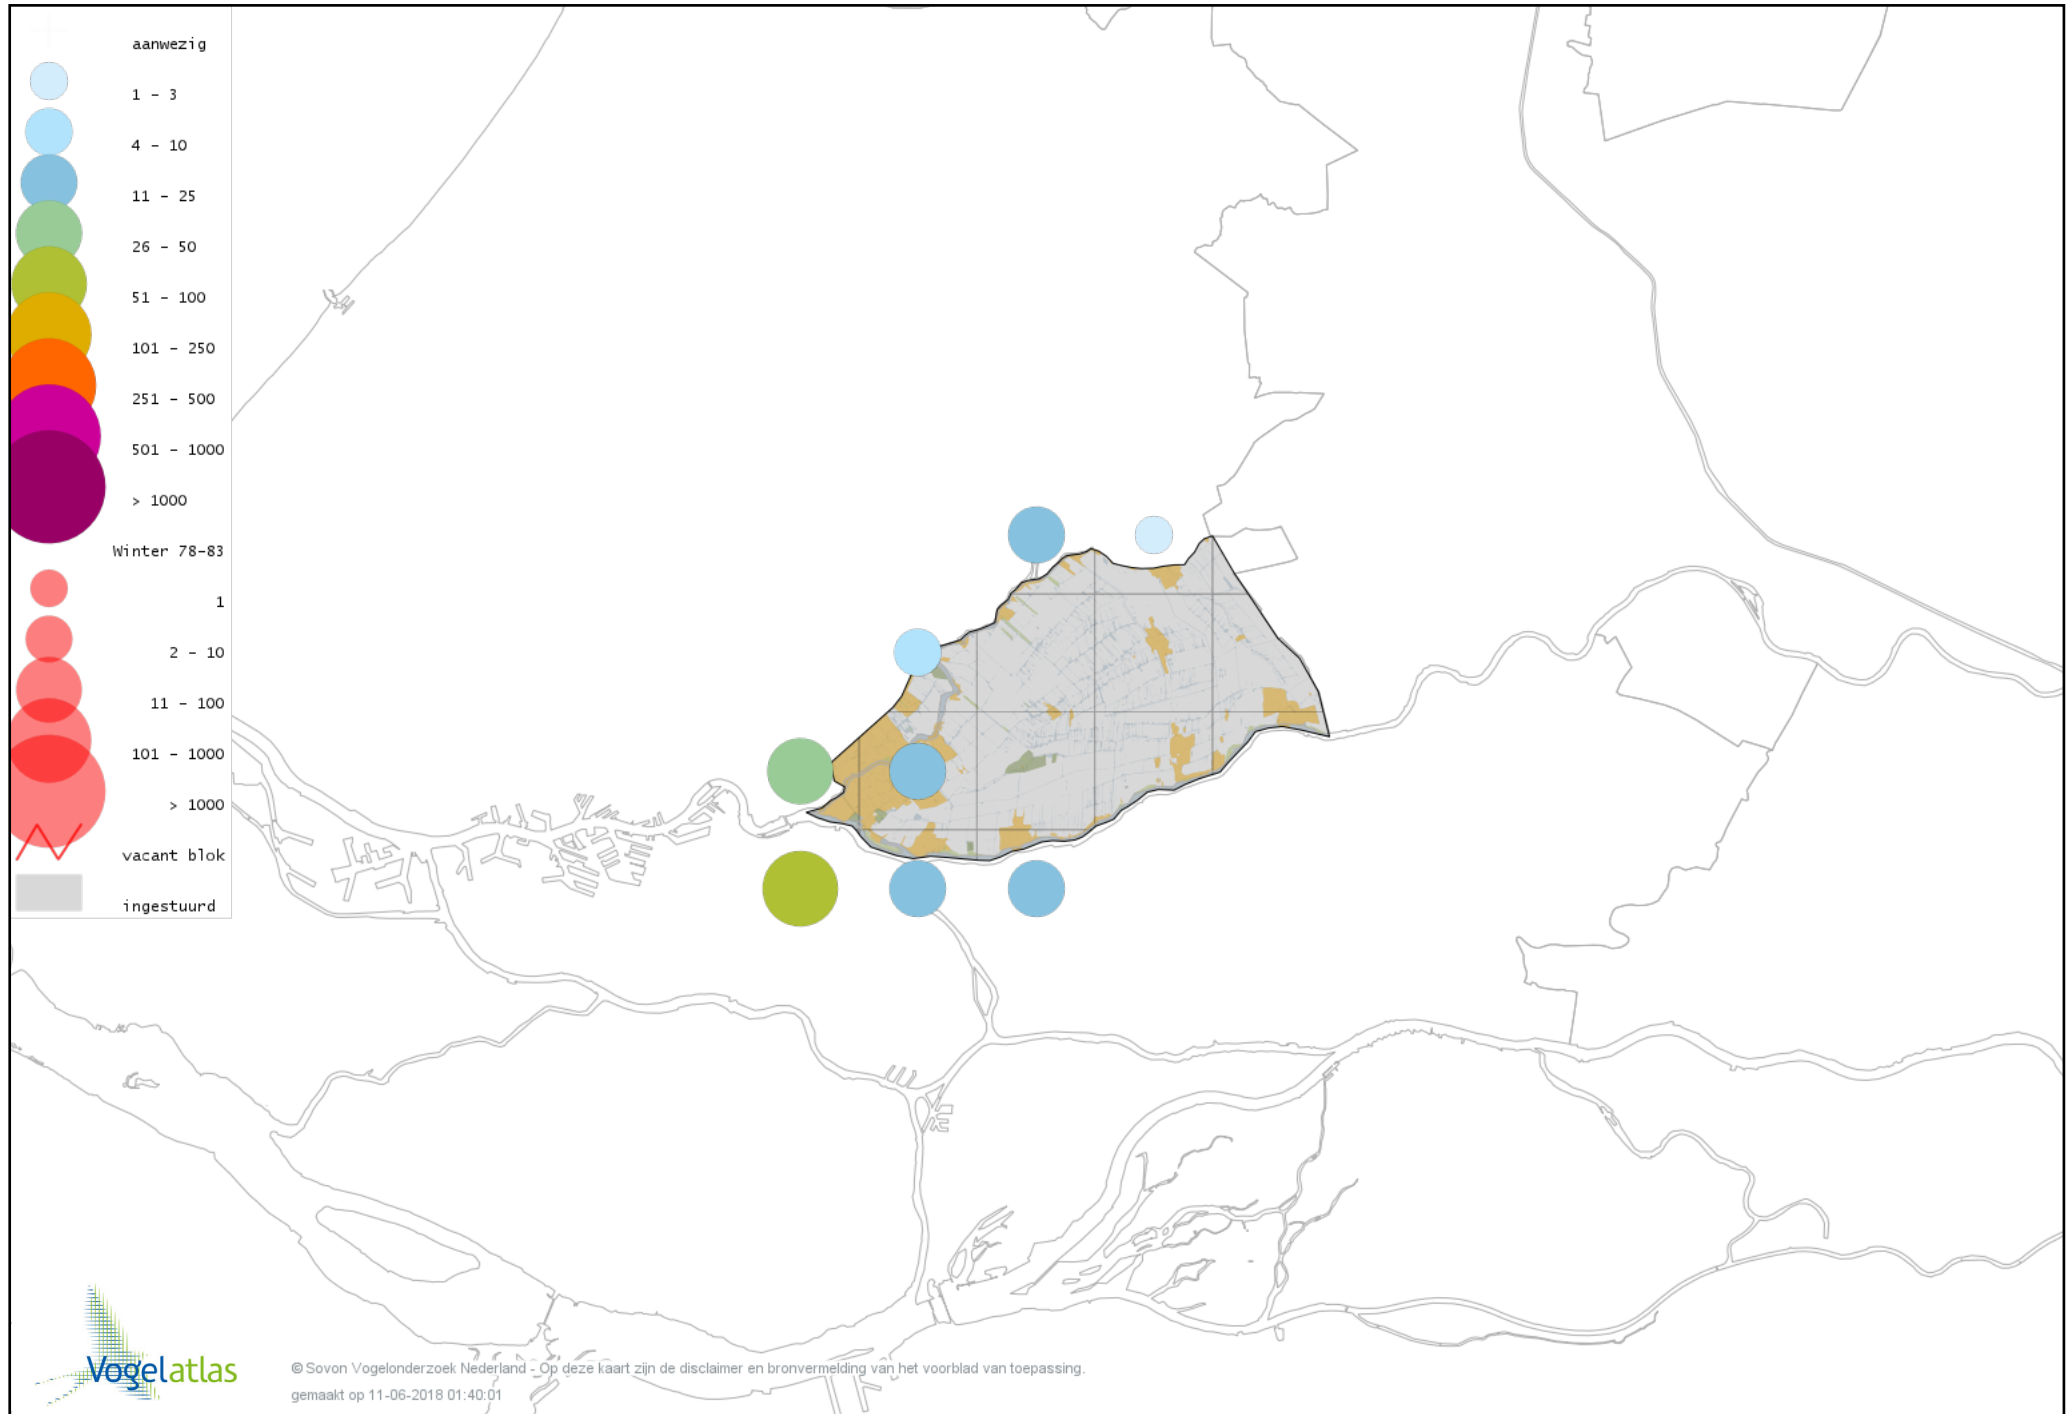 aanwezig
1 - 3
4 - 10
11 - 25
26 - 50
51 - 100
101 - 250
251 - 500
501 - 1000
> 1000
Winter 78-83
1
2 - 10
11 - 100
101 - 1000
> 1000
vacant blok
ingestuurd
Vogelatlas
© Sovon Vogelonderzoek Nederland - Op deze kaart zijn de disclaimer en bronvermelding van het voorblad van toepassing.
gemaakt op 11-06-2018 01:40:01